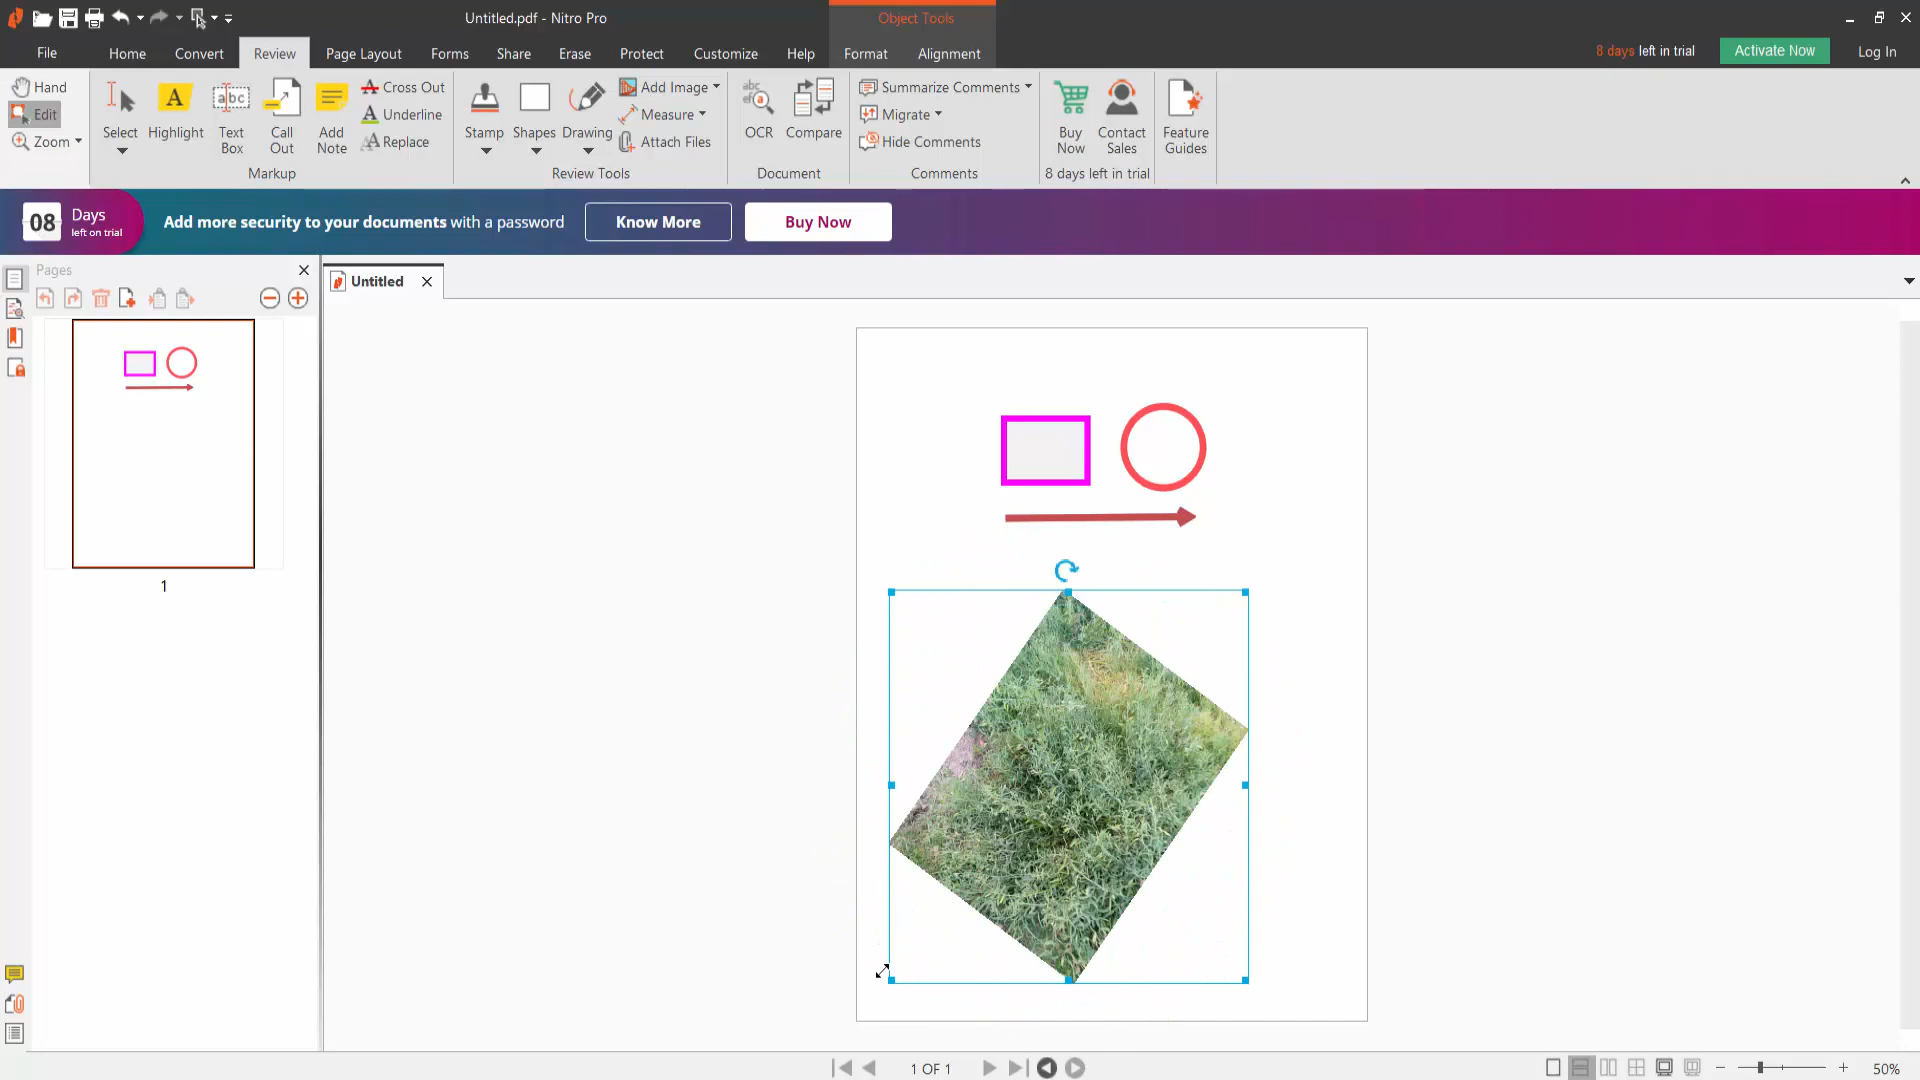 Untitled.pdf - Nitro Pro
Object Tools
File
Home
Convert
Review
Page Layout
Forms
Share
Erase
Protect
Customize
Help
Format
Alignment
8 days left in trial
Activate Now
Log In
Hand
Edit
Zoom
Select
Highlight
Text
Box
Call
Out
Add
Note
Cross Out
Underline
Replace
Markup
Stamp
Shapes
Drawing
Add Image
Measure
Attach Files
Review Tools
OCR
Compare
Document
Summarize Comments
Migrate
Hide Comments
Comments
Buy
Now
Contact
Sales
8 days left in trial
Feature
Guides
08
Days
left on trial
Add more security to your documents with a password
Know More
Buy Now
Pages
Untitled
1
1 OF 1
50%